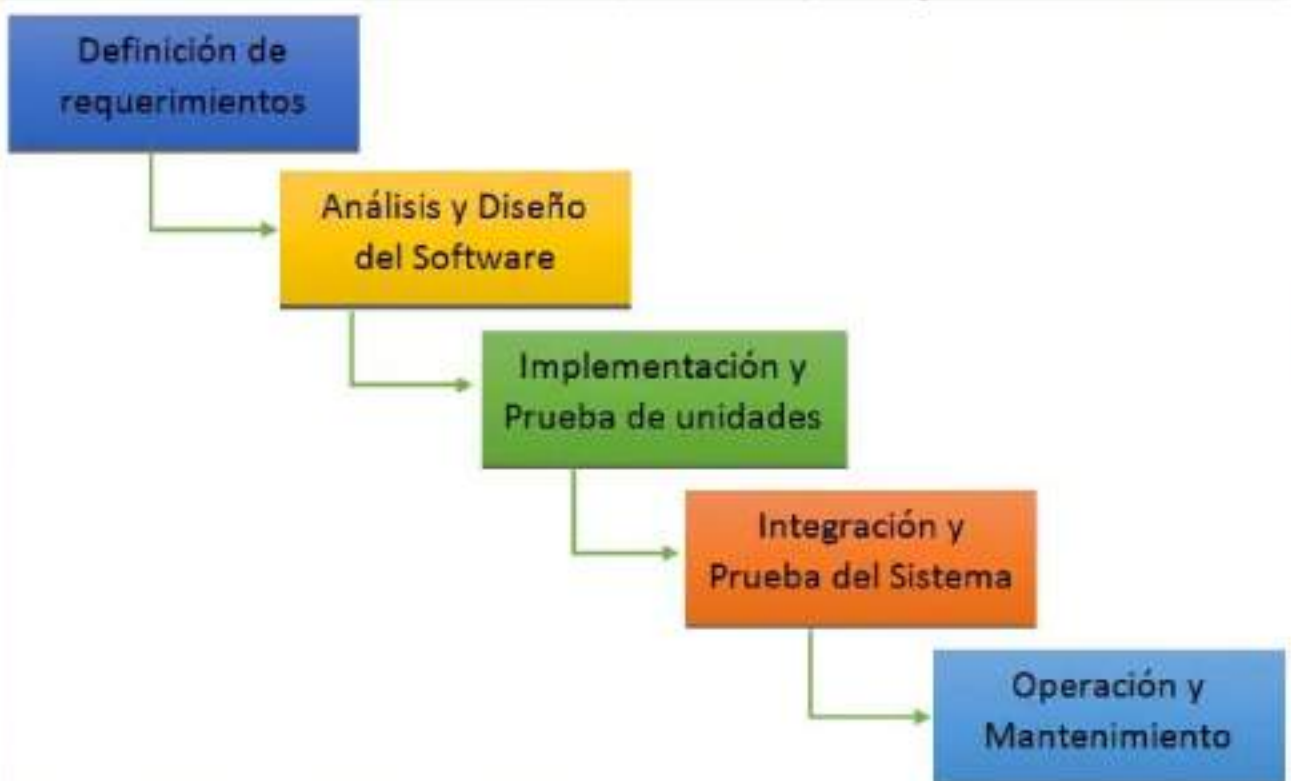 Definición de
requerimientos
Análisis y Diseño
del Software
Implementación y
Prueba de unidades
Integración y
Prueba del Sistema
Operación y
Mantenimiento